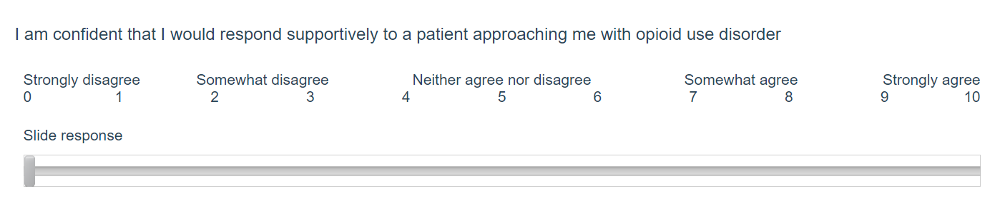 I am confident that I would respond supportively to a patient approaching me with opioid use disorder
Strongly disagree Somewhat disagree Neither agree nor disagree Somewhat agree Strongly agree
0 1 2 3 4 5 6 7 8 9 10
Slide response